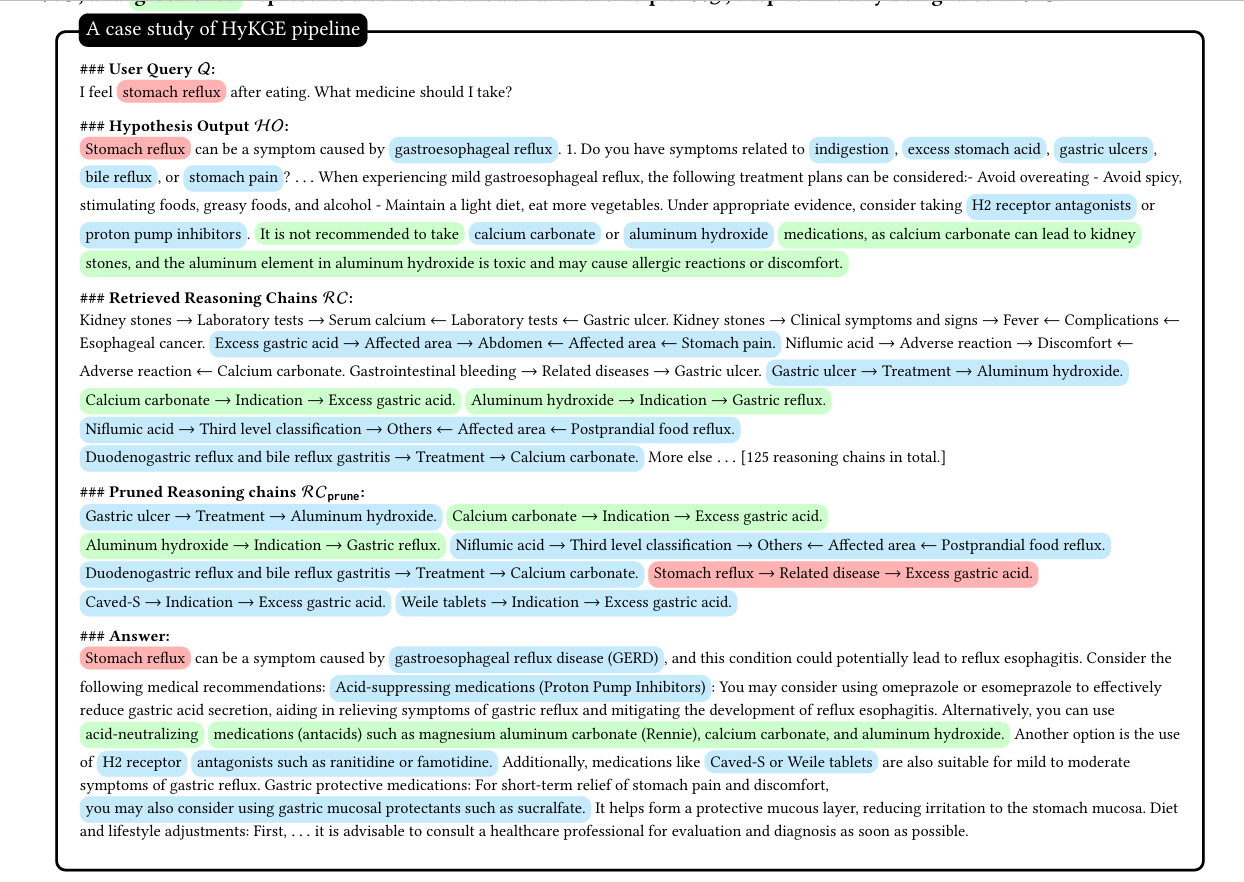 A case study of HyKGE pipeline
### User Query Q:
I feel stomach reflux after eating. What medicine should I take?
### Hypothesis Output HO:
Stomach reflux can be a symptom caused by gastroesophageal reflux . 1. Do you have symptoms related to indigestion , excess stomach acid , gastric ulcers ,
bile reflux , or stomach pain ? . . . When experiencing mild gastroesophageal reflux, the following treatment plans can be considered:- Avoid overeating - Avoid spicy,
stimulating foods, greasy foods, and alcohol - Maintain a light diet, eat more vegetables. Under appropriate evidence, consider taking H2 receptor antagonists or
proton pump inhibitors . It is not recommended to take calcium carbonate or aluminum hydroxide medications, as calcium carbonate can lead to kidney
stones, and the aluminum element in aluminum hydroxide is toxic and may cause allergic reactions or discomfort.
### Retrieved Reasoning Chains RC:
Kidney stones → Laboratory tests → Serum calcium ← Laboratory tests ← Gastric ulcer. Kidney stones → Clinical symptoms and signs → Fever ← Complications ←
Esophageal cancer. Excess gastric acid → Affected area → Abdomen ← Affected area ← Stomach pain. Niflumic acid → Adverse reaction → Discomfort ←
Adverse reaction ← Calcium carbonate. Gastrointestinal bleeding → Related diseases → Gastric ulcer. Gastric ulcer → Treatment → Aluminum hydroxide.
Calcium carbonate → Indication → Excess gastric acid. Aluminum hydroxide → Indication → Gastric reflux.
Niflumic acid → Third level classification → Others ← Affected area ← Postprandial food reflux.
Duodenogastric reflux and bile reflux gastritis → Treatment → Calcium carbonate. More else . . . [125 reasoning chains in total.]
### Pruned Reasoning chains RCprune:
Gastric ulcer → Treatment → Aluminum hydroxide. Calcium carbonate → Indication → Excess gastric acid.
Aluminum hydroxide → Indication → Gastric reflux. Niflumic acid → Third level classification → Others ← Affected area ← Postprandial food reflux.
Duodenogastric reflux and bile reflux gastritis → Treatment → Calcium carbonate. Stomach reflux → Related disease → Excess gastric acid.
Caved-S → Indication → Excess gastric acid. Weile tablets → Indication → Excess gastric acid.
### Answer:
Stomach reflux can be a symptom caused by gastroesophageal reflux disease (GERD) , and this condition could potentially lead to reflux esophagitis. Consider the
following medical recommendations: Acid-suppressing medications (Proton Pump Inhibitors) : You may consider using omeprazole or esomeprazole to effectively
reduce gastric acid secretion, aiding in relieving symptoms of gastric reflux and mitigating the development of reflux esophagitis. Alternatively, you can use
acid-neutralizing medications (antacids) such as magnesium aluminum carbonate (Rennie), calcium carbonate, and aluminum hydroxide. Another option is the use
of H2 receptor antagonists such as ranitidine or famotidine. Additionally, medications like Caved-S or Weile tablets are also suitable for mild to moderate
symptoms of gastric reflux. Gastric protective medications: For short-term relief of stomach pain and discomfort,
you may also consider using gastric mucosal protectants such as sucralfate. It helps form a protective mucous layer, reducing irritation to the stomach mucosa. Diet
and lifestyle adjustments: First, . . . it is advisable to consult a healthcare professional for evaluation and diagnosis as soon as possible.